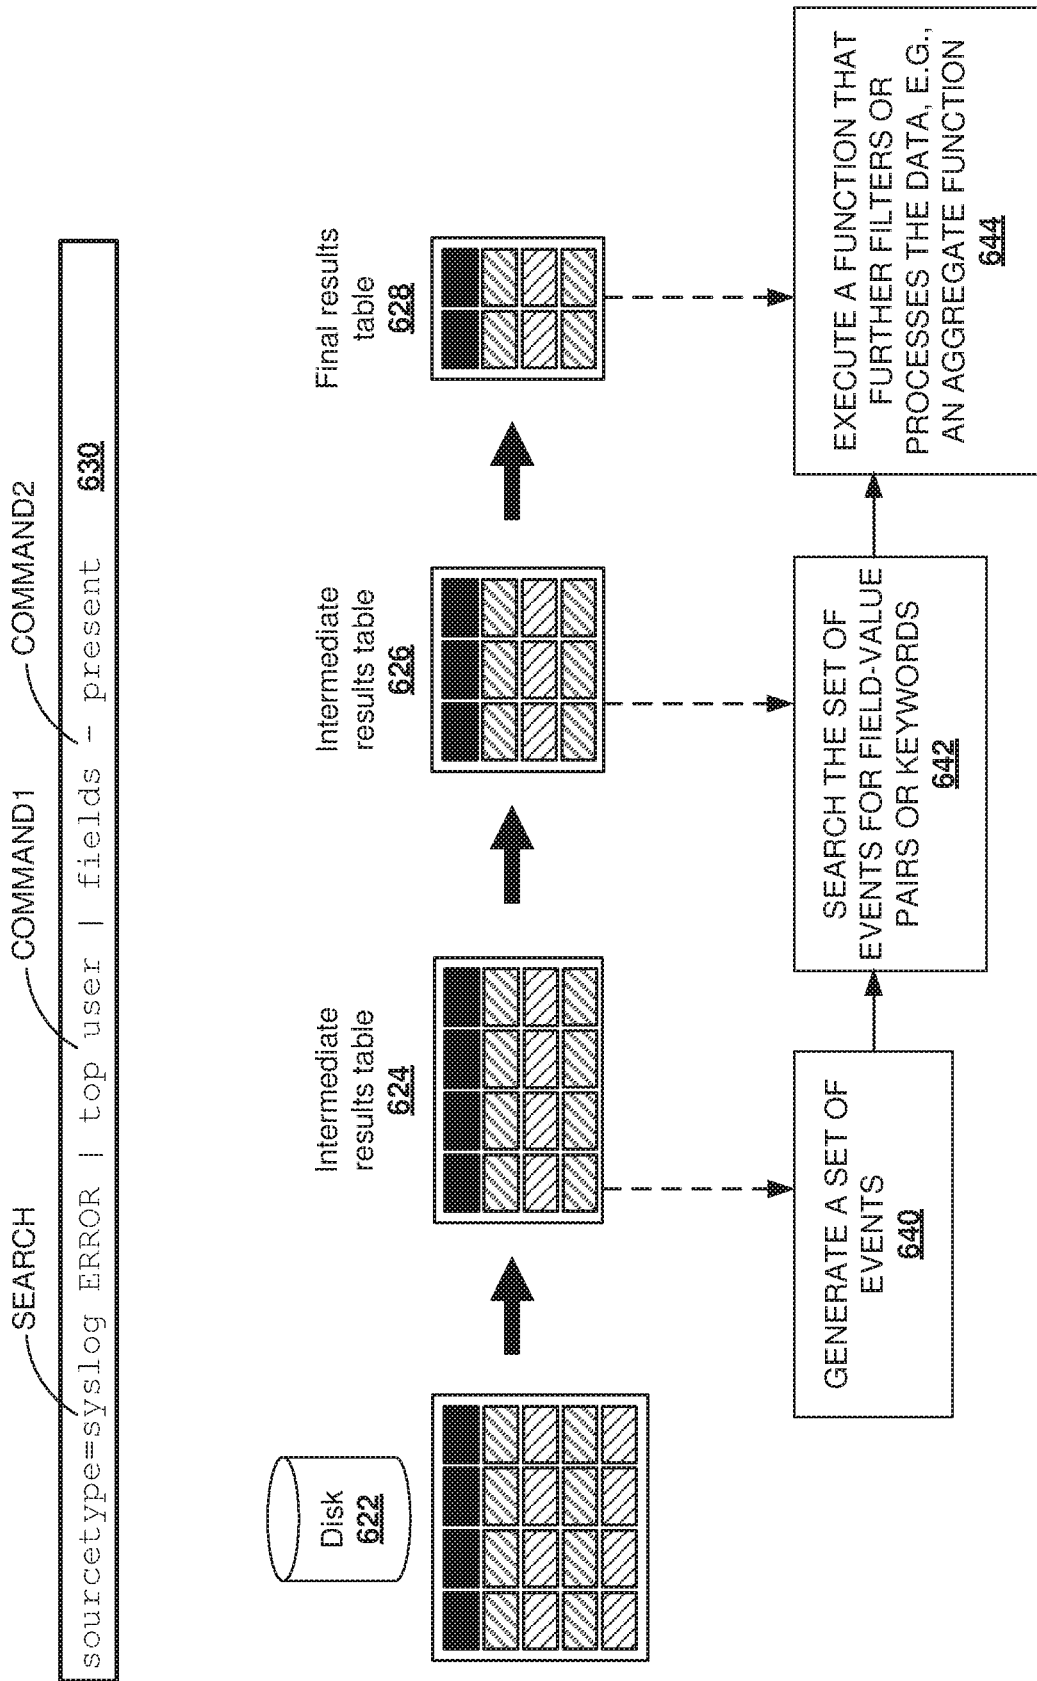 SEARCH
COMMAND1
COMMAND2
sourcetype=syslog ERROR | top user | fields – present 630
Disk
622
Intermediate
results table
624
Intermediate
results table
626
Final results
table
628
GENERATE A SET OF
EVENTS
640
SEARCH THE SET OF
EVENTS FOR FIELD-VALUE
PAIRS OR KEYWORDS
642
EXECUTE A FUNCTION THAT
FURTHER FILTERS OR
PROCESSES THE DATA, E.G.,
AN AGGREGATE FUNCTION
644